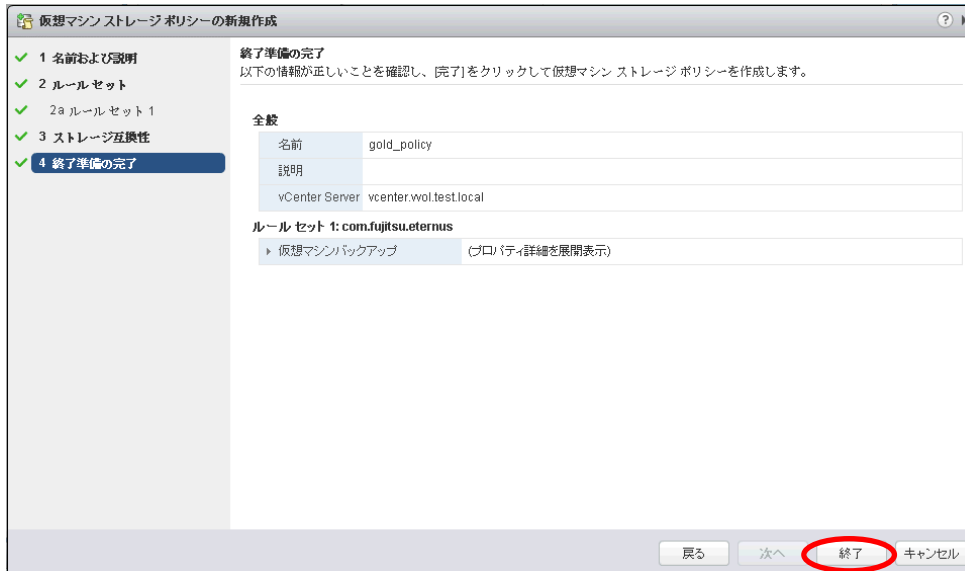 仮想マシン ストレージ ポリシーの新規作成
?
1 名前および説明
2 ルール セット
2a ルール セット 1
3 ストレージ互換性
4 終了準備の完了
終了準備の完了
以下の情報が正しいことを確認し、[完了]をクリックして仮想マシン ストレージ ポリシーを作成します。
全般
名前 gold_policy
説明
vCenter Server vcenter.wol.test.local
ルール セット 1: com.fujitsu.eternus
仮想マシンバックアップ (プロパティ詳細を展開表示)
戻る 次へ 終了 キャンセル